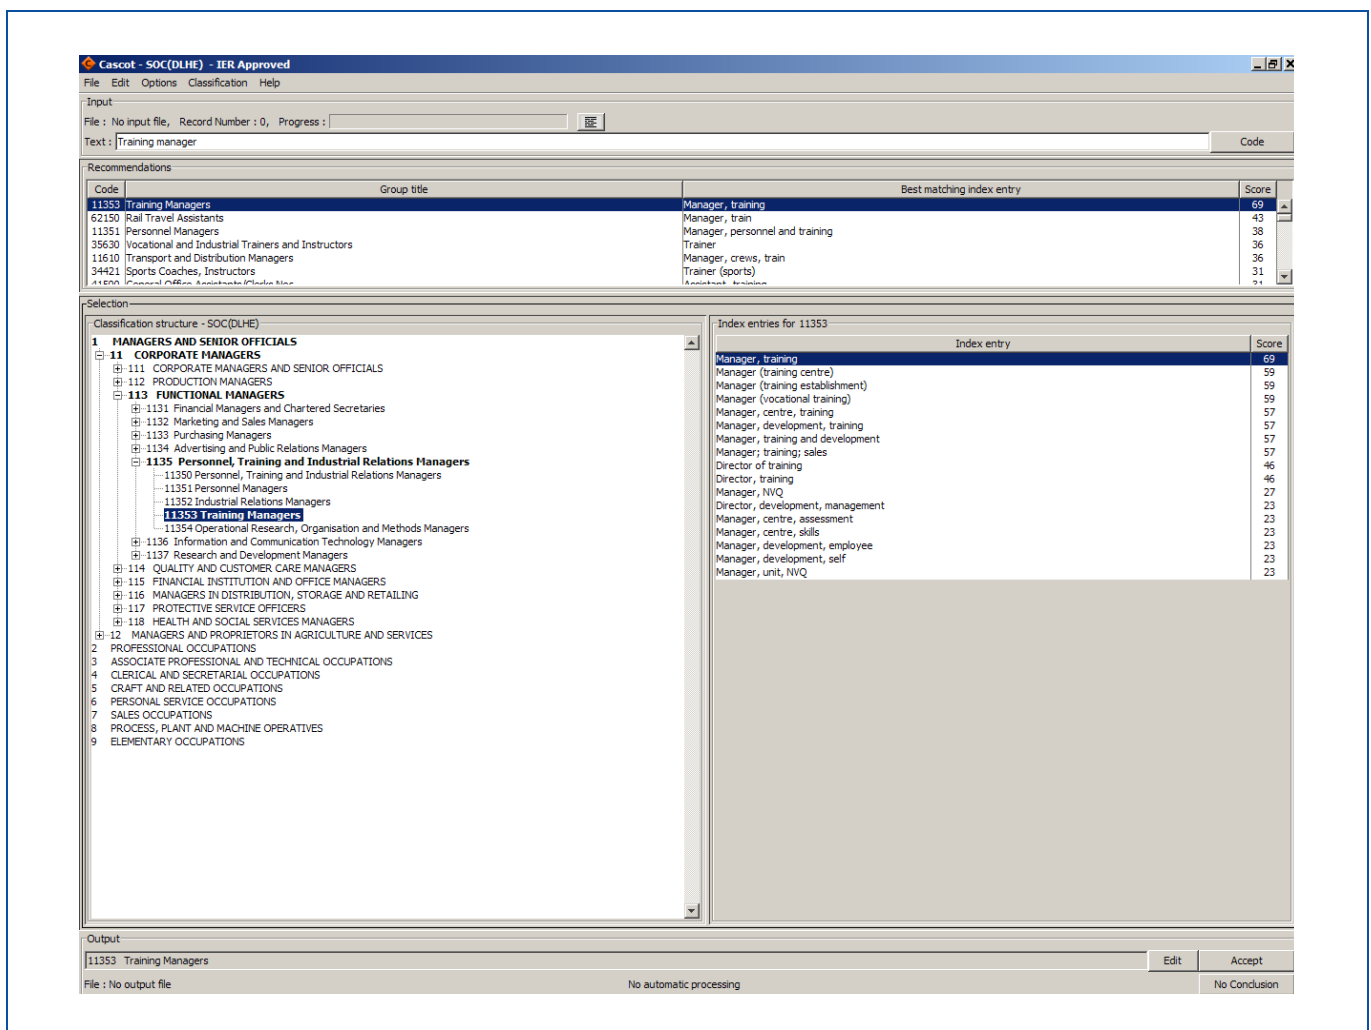 Cascot - SOC(DLHE) - IER Approved
File Edit Options Classification Help
Input
File : No input file, Record Number : 0, Progress :
Text : Training manager Code
Recommendations
Code Group title Best matching index entry Score
11353 Training Managers Manager, training 69
62150 Rail Travel Assistants Manager, train 43
11351 Personnel Managers Manager, personnel and training 38
35630 Vocational and Industrial Trainers and Instructors Trainer 36
11610 Transport and Distribution Managers Manager, crews, train 36
34421 Sports Coaches, Instructors Trainer (sports) 31
41500 General Office Assistants/Clerks Nec Assistant, training 31
Selection
Classification structure - SOC(DLHE)
1 MANAGERS AND SENIOR OFFICIALS
11 CORPORATE MANAGERS
111 CORPORATE MANAGERS AND SENIOR OFFICIALS
112 PRODUCTION MANAGERS
113 FUNCTIONAL MANAGERS
1131 Financial Managers and Chartered Secretaries
1132 Marketing and Sales Managers
1133 Purchasing Managers
1134 Advertising and Public Relations Managers
1135 Personnel, Training and Industrial Relations Managers
11350 Personnel, Training and Industrial Relations Managers
11351 Personnel Managers
11352 Industrial Relations Managers
11353 Training Managers
11354 Operational Research, Organisation and Methods Managers
1136 Information and Communication Technology Managers
1137 Research and Development Managers
114 QUALITY AND CUSTOMER CARE MANAGERS
115 FINANCIAL INSTITUTION AND OFFICE MANAGERS
116 MANAGERS IN DISTRIBUTION, STORAGE AND RETAILING
117 PROTECTIVE SERVICE OFFICERS
118 HEALTH AND SOCIAL SERVICES MANAGERS
12 MANAGERS AND PROPRIETORS IN AGRICULTURE AND SERVICES
2 PROFESSIONAL OCCUPATIONS
3 ASSOCIATE PROFESSIONAL AND TECHNICAL OCCUPATIONS
4 CLERICAL AND SECRETARIAL OCCUPATIONS
5 CRAFT AND RELATED OCCUPATIONS
6 PERSONAL SERVICE OCCUPATIONS
7 SALES OCCUPATIONS
8 PROCESS, PLANT AND MACHINE OPERATIVES
9 ELEMENTARY OCCUPATIONS
Index entries for 11353
Index entry Score
Manager, training 69
Manager (training centre) 59
Manager (training establishment) 59
Manager (vocational training) 59
Manager, centre, training 57
Manager, development, training 57
Manager, training and development 57
Manager; training; sales 57
Director of training 46
Director, training 46
Manager, NVQ 27
Director, development, management 23
Manager, centre, assessment 23
Manager, centre, skills 23
Manager, development, employee 23
Manager, development, self 23
Manager, unit, NVQ 23
Output
11353 Training Managers Edit Accept
File : No output file No automatic processing No Conclusion